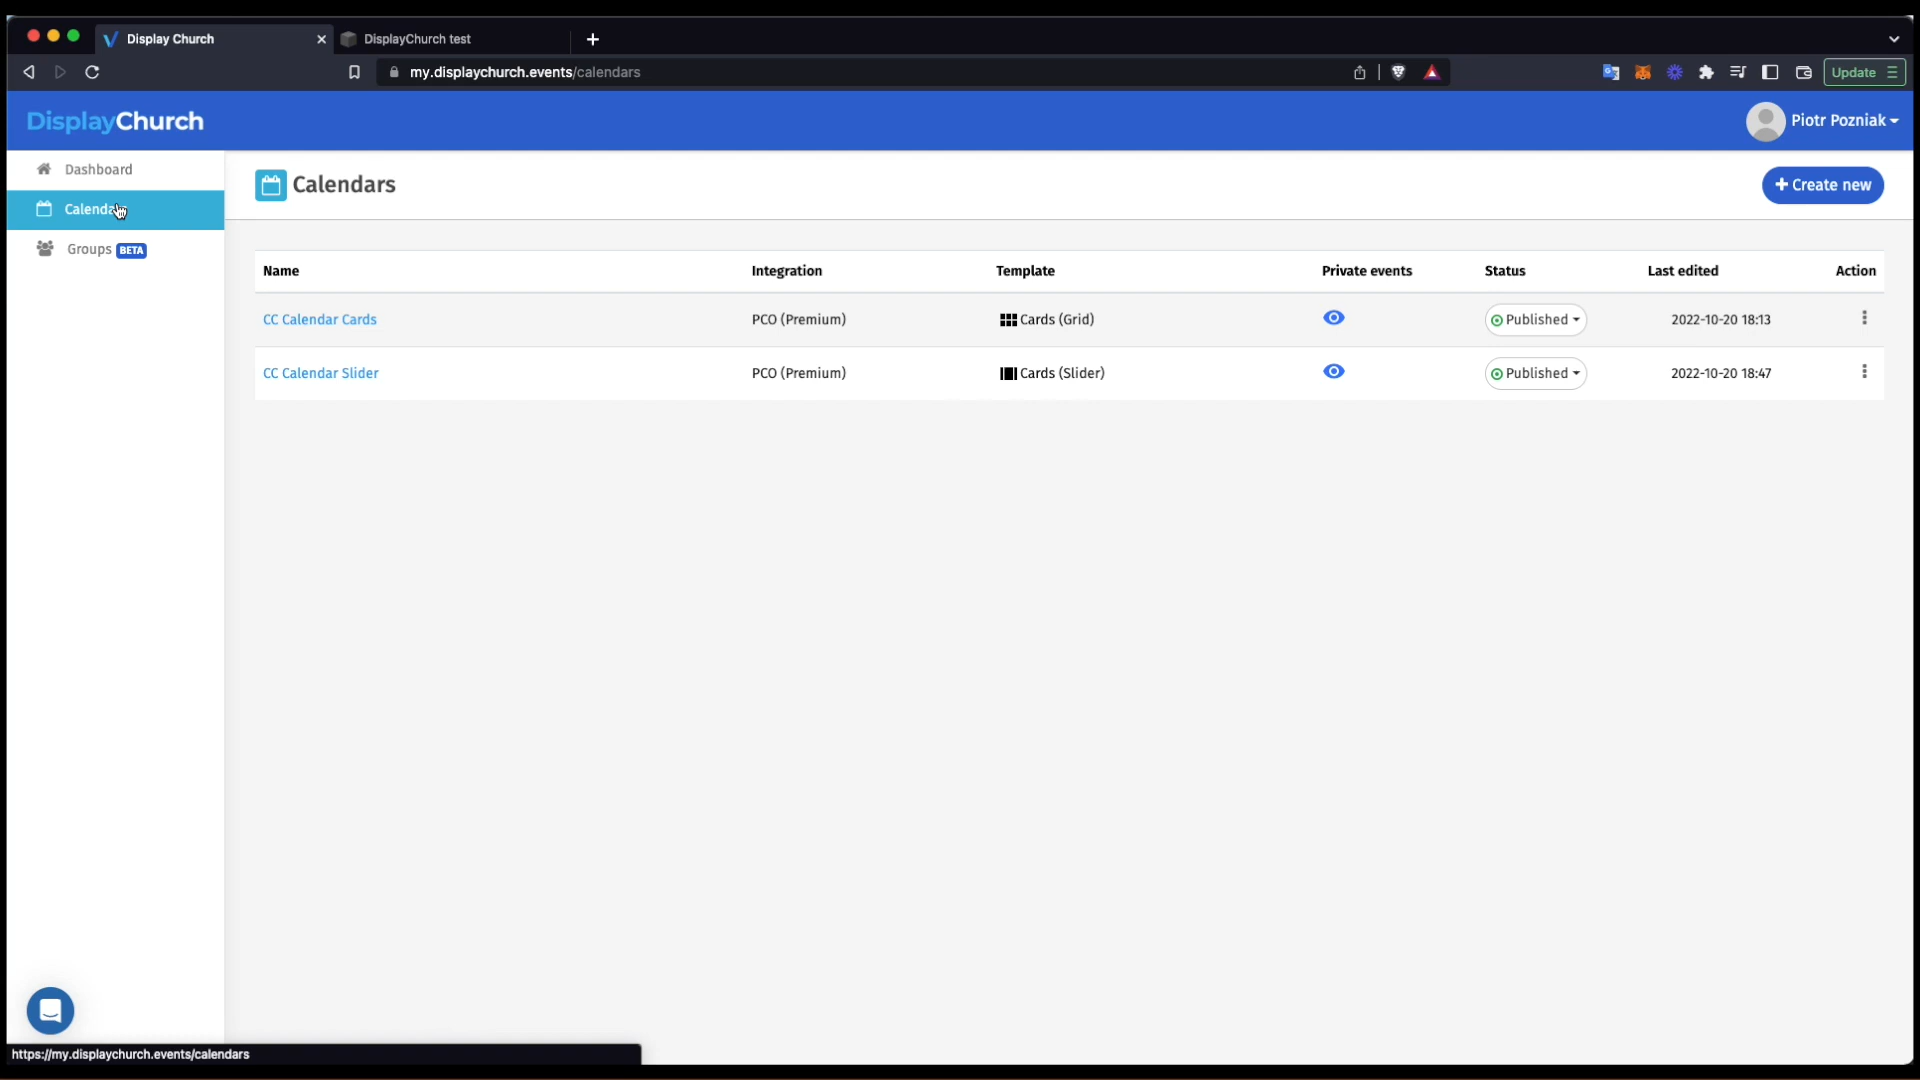 Display Church
DisplayChurch test
my.displaychurch.events/calendars
Update
DisplayChurch
Piotr Pozniak
Dashboard
Calendars
+ Create new
Calenda
Groups BETA
Name Integration Template Private events Status Last edited Action
CC Calendar Cards PCO (Premium) Cards (Grid) Published 2022-10-20 18:13
CC Calendar Slider PCO (Premium) Cards (Slider) Published 2022-10-20 18:47
https://my.displaychurch.events/calendars